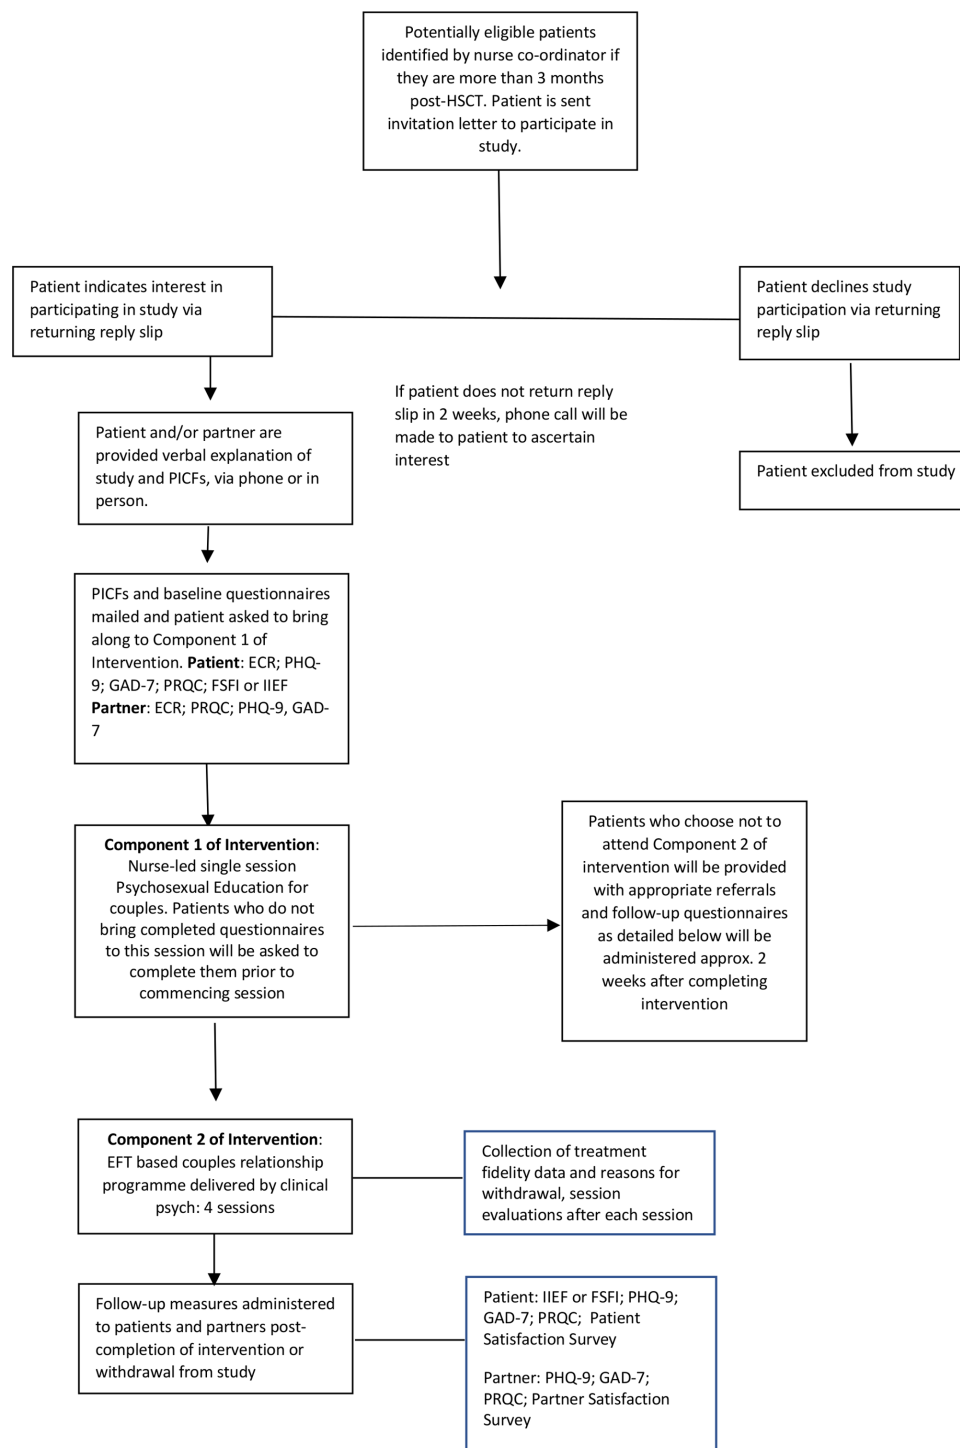 Potentially eligible patients
identified by nurse co-ordinator if
they are more than 3 months
post-HSCT. Patient is sent
invitation letter to participate in
study.
Patient indicates interest in
participating in study via
returning reply slip
Patient declines study
participation via returning
reply slip
If patient does not return reply
slip in 2 weeks, phone call will be
made to patient to ascertain
interest
Patient and/or partner are
provided verbal explanation of
study and PICFs, via phone or in
person.
Patient excluded from study
PICFs and baseline questionnaires
mailed and patient asked to bring
along to Component 1 of
Intervention. Patient: ECR; PHQ-
9; GAD-7; PRQC; FSFI or IIEF
Partner: ECR; PRQC; PHQ-9, GAD-
7
Component 1 of Intervention:
Nurse-led single session
Psychosexual Education for
couples. Patients who do not
bring completed questionnaires
to this session will be asked to
complete them prior to
commencing session
Patients who choose not to
attend Component 2 of
intervention will be provided
with appropriate referrals
and follow-up questionnaires
as detailed below will be
administered approx. 2
weeks after completing
intervention
Component 2 of Intervention:
EFT based couples relationship
programme delivered by clinical
psych: 4 sessions
Collection of treatment
fidelity data and reasons for
withdrawal, session
evaluations after each session
Follow-up measures administered
to patients and partners post-
completion of intervention or
withdrawal from study
Patient: IIEF or FSFI; PHQ-9;
GAD-7; PRQC; Patient
Satisfaction Survey
Partner: PHQ-9; GAD-7;
PRQC; Partner Satisfaction
Survey